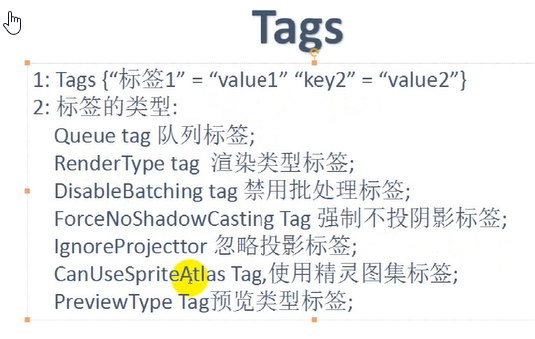 Tags
1: Tags {“标签1” = “value1” “key2” = “value2”}
2: 标签的类型:
Queue tag 队列标签;
RenderType tag 渲染类型标签;
DisableBatching tag 禁用批处理标签;
ForceNoShadowCasting Tag 强制不投阴影标签;
IgnoreProjecttor 忽略投影标签;
CanUseSpriteAtlas Tag,使用精灵图集标签;
PreviewType Tag预览类型标签;